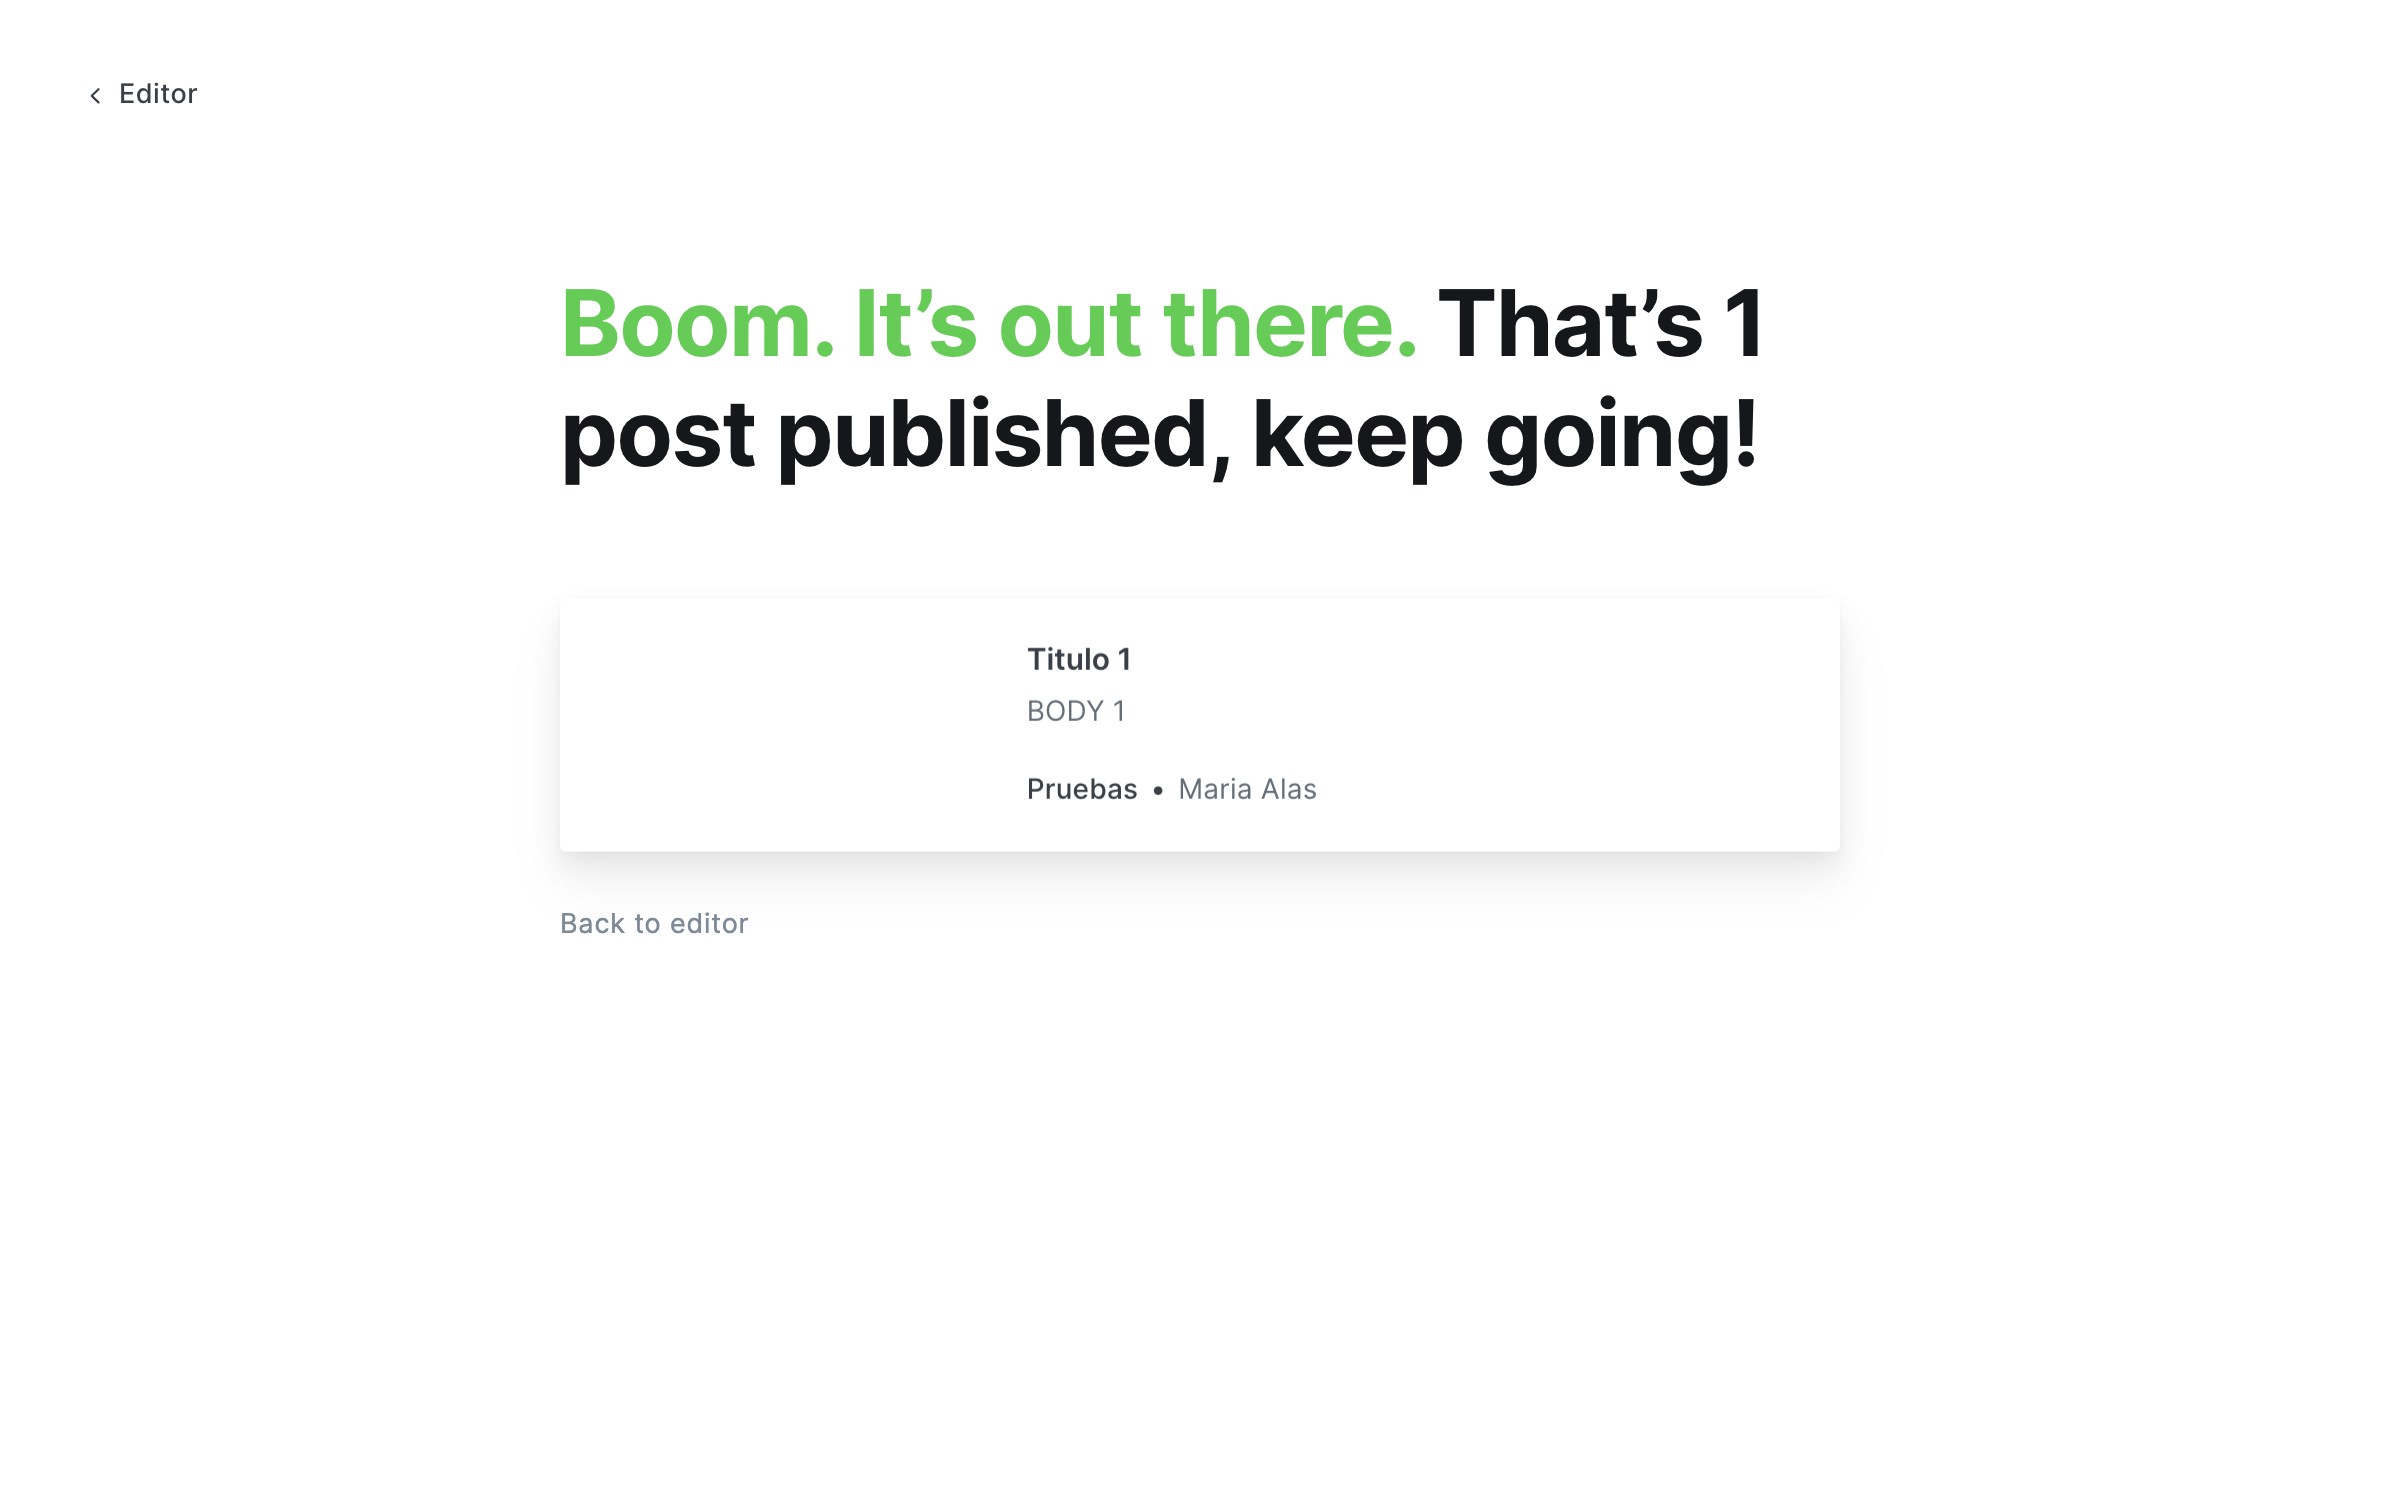 Editor
Boom. It’s out there. That’s 1
post published, keep going!
Titulo 1
BODY 1
Pruebas • Maria Alas
Back to editor